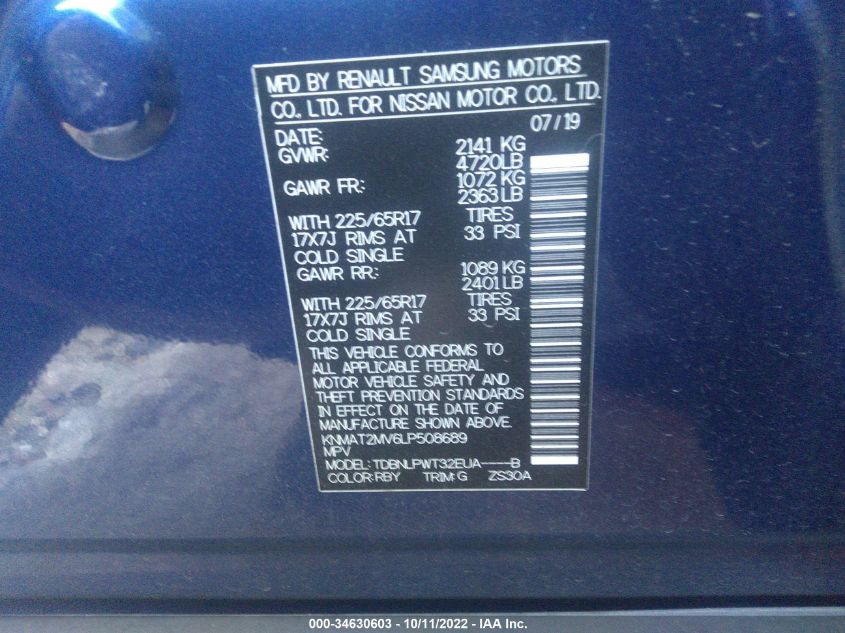 MFD BY RENAULT SAMSUNG MOTORS
CO., LTD. FOR NISSAN MOTOR CO., LTD.
DATE: 07/19
GVWR: 2141 KG
4720LB
GAWR FR: 1072 KG
2363LB
WITH 225/65R17 TIRES
17X7J RIMS AT 33 PSI
COLD SINGLE
GAWR RR: 1089 KG
2401LB
WITH 225/65R17 TIRES
17X7J RIMS AT 33 PSI
COLD SINGLE
THIS VEHICLE CONFORMS TO
ALL APPLICABLE FEDERAL
MOTOR VEHICLE SAFETY AND
THEFT PREVENTION STANDARDS
IN EFFECT ON THE DATE OF
MANUFACTURE SHOWN ABOVE.
KNMAT2MV6LP508689
MPV
MODEL: TDBNLPWT32EUA----B
COLOR:RBY TRIM:G ZS30A
000-34630603 - 10/11/2022 - IAA Inc.